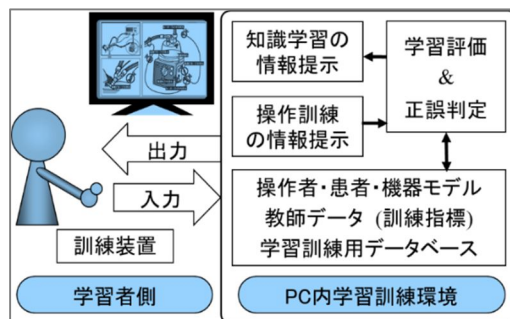 出力
入力
訓練装置
学習者側
知識学習の
情報提示
操作訓練
の情報提示
学習評価
&
正誤判定
操作者・患者・機器モデル
教師データ (訓練指標)
学習訓練用データベース
PC内学習訓練環境